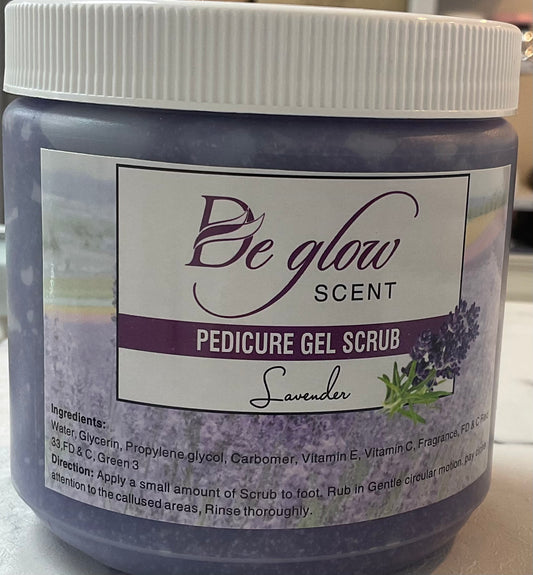 Be glow
SCENT
PEDICURE GEL SCRUB
Lavender
Ingredients:
Water, Glycerin, Propylene glycol, Carbomer, Vitamin E, Vitamin C, Fragrance, FD & C Red
33,FD & C, Green 3
Direction: Apply a small amount of Scrub to foot. Rub in Gentle circular motion, pay
attention to the callused areas, Rinse thoroughly.